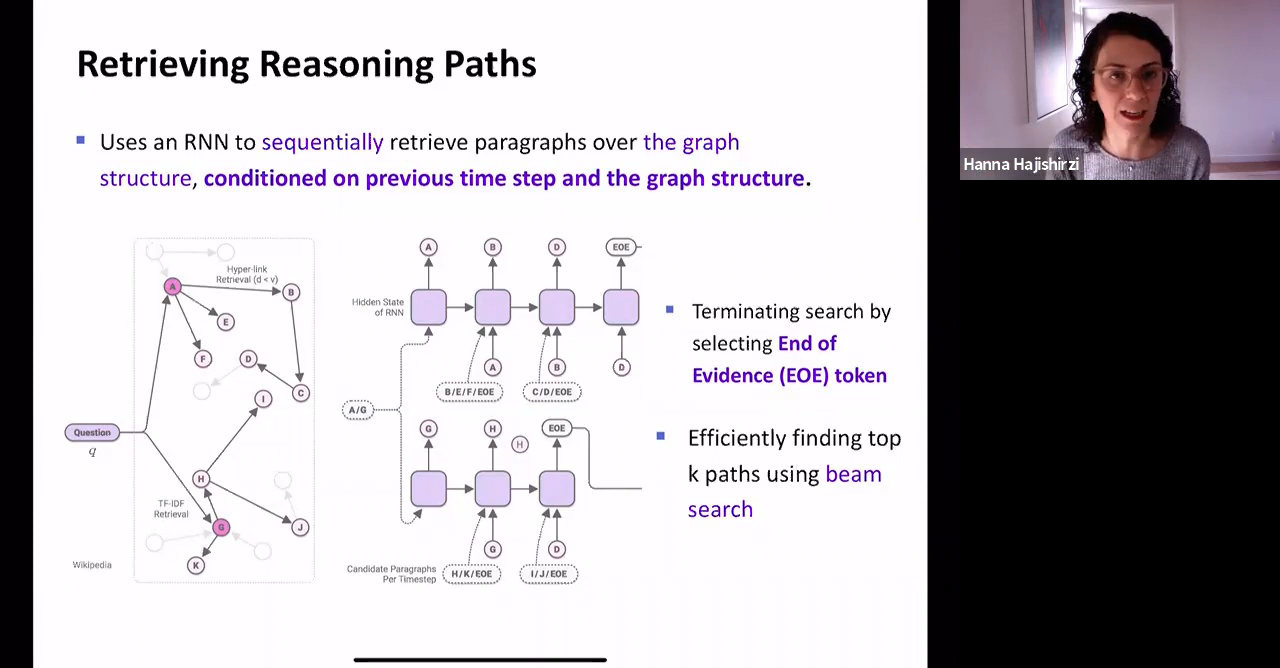 Retrieving Reasoning Paths
Uses an RNN to sequentially retrieve paragraphs over the graph
structure, conditioned on previous time step and the graph structure.
Hanna Hajishirzi
Hyper-link
Retrieval (d < v)
A
B
E
F
D
C
I
Question
q
H
TF-IDF
Retrieval
G
J
K
Wikipedia
A
B
D
EOE
Hidden State
of RNN
A
B
D
B/E/F/EOE
C/D/EOE
A/G
G
H
H
EOE
G
D
Candidate Paragraphs
Per Timestep
H/K/EOE
I/J/EOE
Terminating search by
selecting End of
Evidence (EOE) token
Efficiently finding top
k paths using beam
search